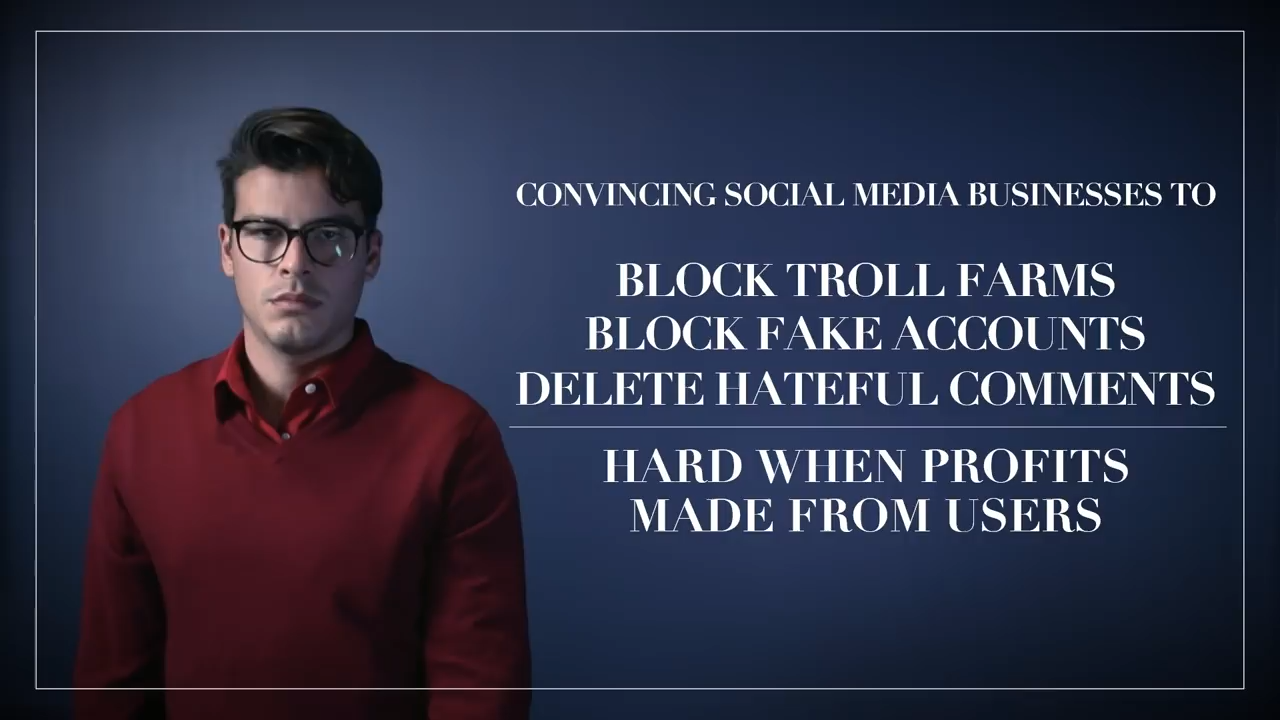 CONVINCING SOCIAL MEDIA BUSINESSES TO
BLOCK TROLL FARMS
BLOCK FAKE ACCOUNTS
DELETE HATEFUL COMMENTS
HARD WHEN PROFITS
MADE FROM USERS